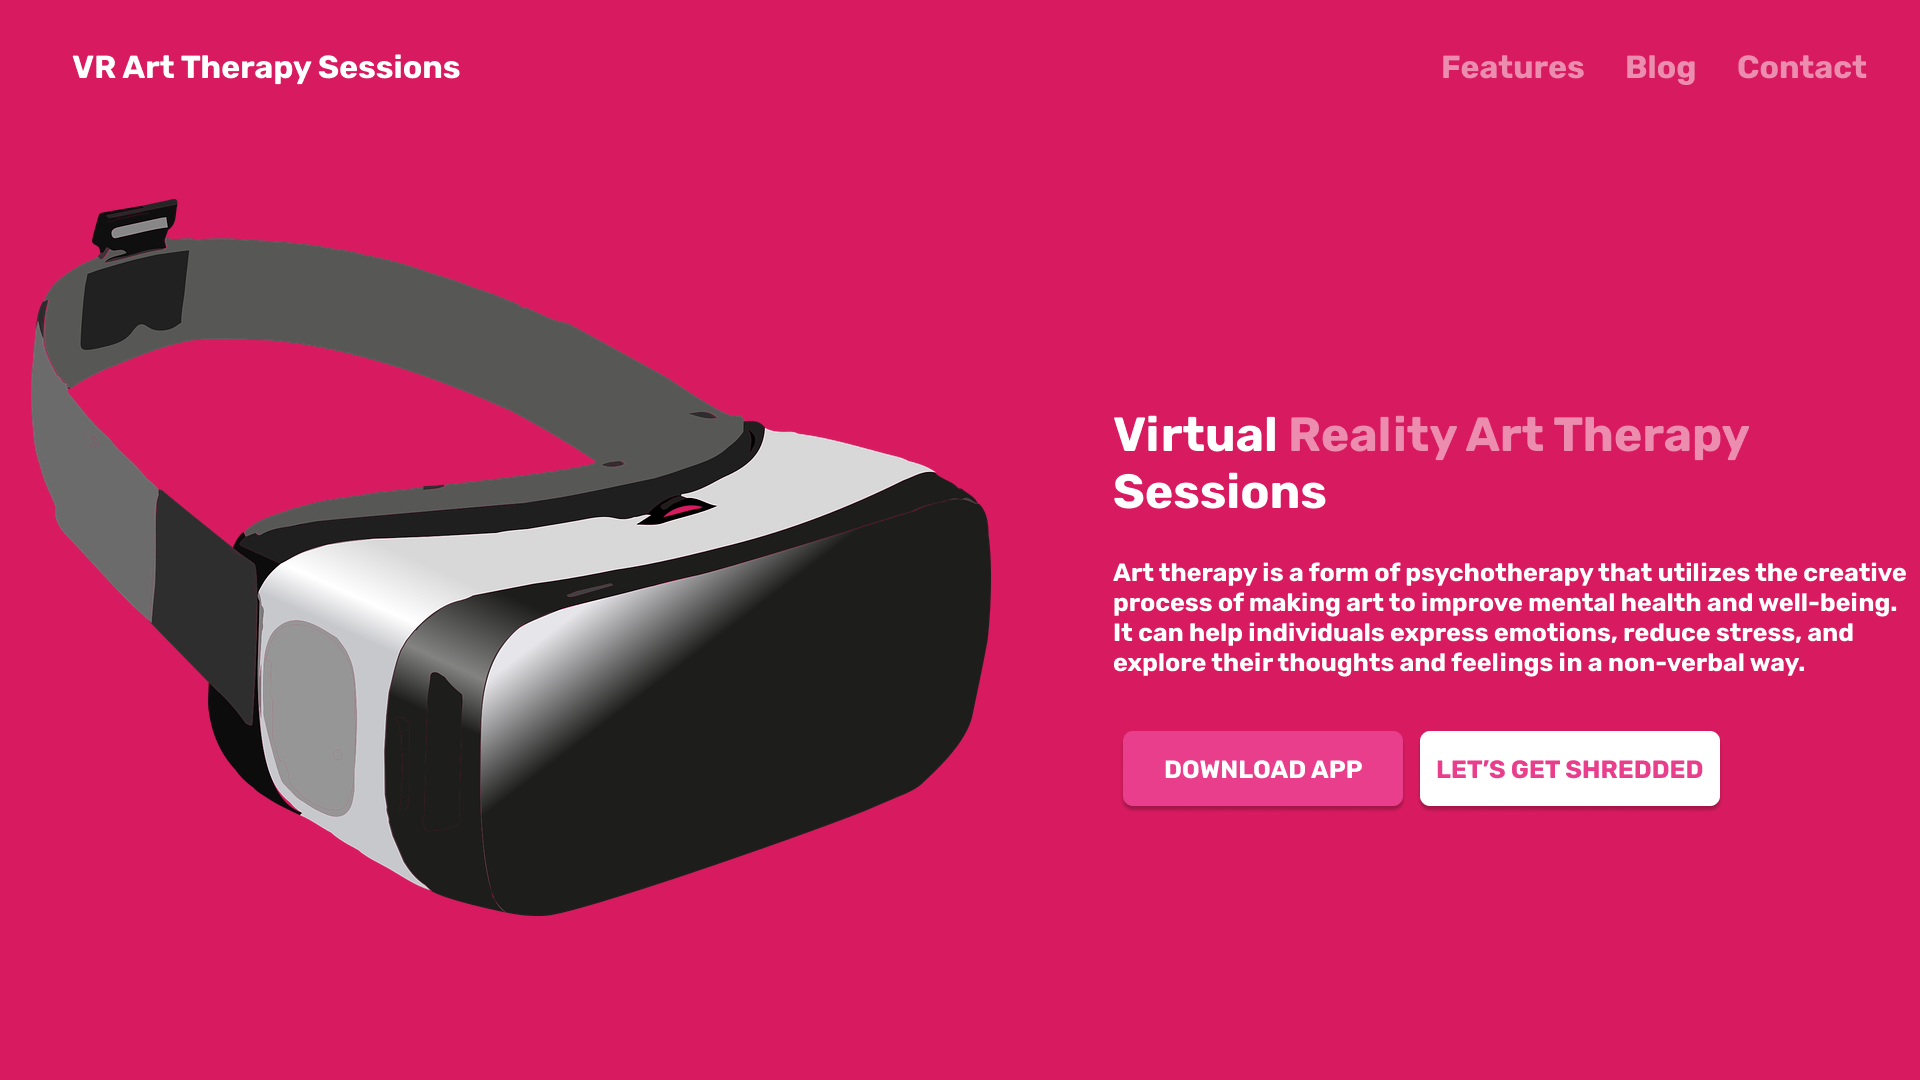 VR Art Therapy Sessions
Features Blog Contact
Virtual Reality Art Therapy
Sessions
Art therapy is a form of psychotherapy that utilizes the creative
process of making art to improve mental health and well-being.
It can help individuals express emotions, reduce stress, and
explore their thoughts and feelings in a non-verbal way.
DOWNLOAD APP
LET’S GET SHREDDED